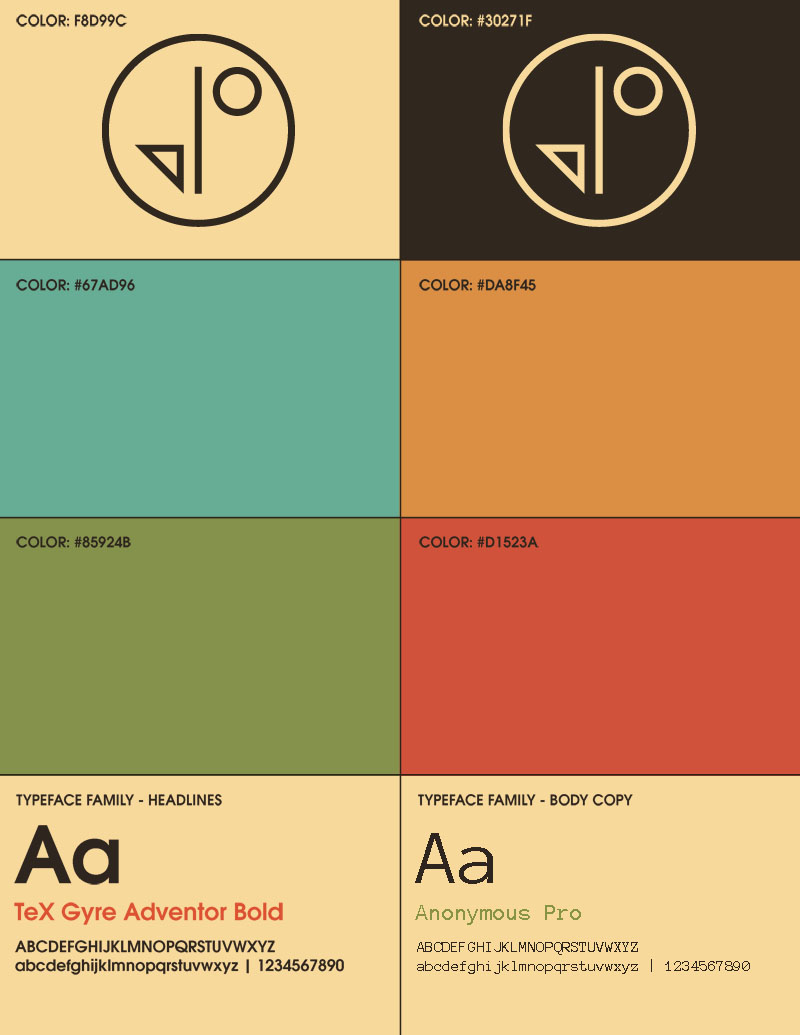 COLOR: F8D99C
COLOR: #30271F
COLOR: #67AD96
COLOR: #DA8F45
COLOR: #85924B
COLOR: #D1523A
TYPEFACE FAMILY - HEADLINES
Aa
TeX Gyre Adventor Bold
ABCDEFGHIJKLMNOPQRSTUVWXYZ
abcdefghijklmnopqrstuvwxyz | 1234567890
TYPEFACE FAMILY - BODY COPY
Aa
Anonymous Pro
ABCDEFGHIJKLMNOPQRSTUVWXYZ
abcdefghijklmnopqrstuvwxyz | 1234567890